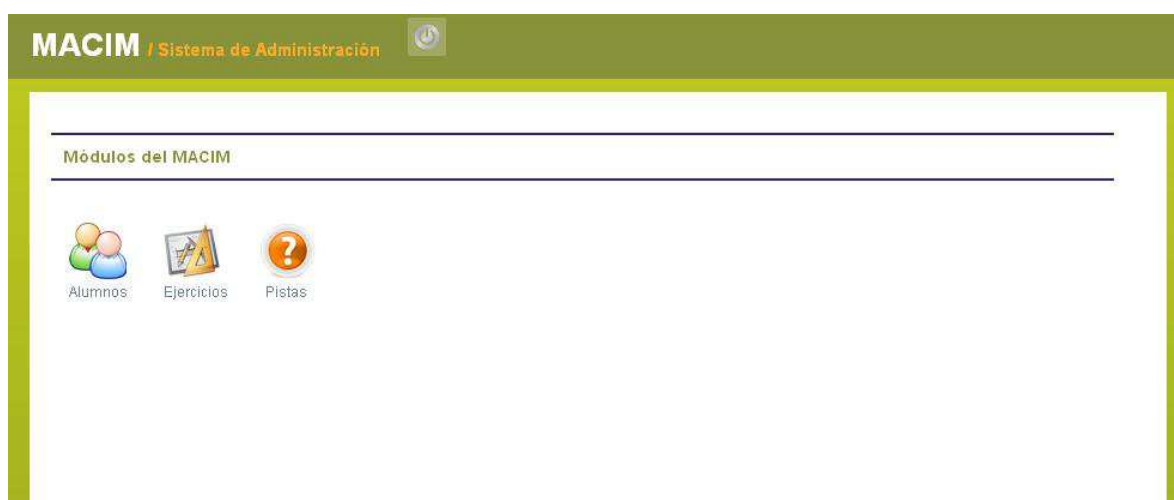 MACIM / Sistema de Administración
Módulos del MACIM
Alumnos Ejercicios Pistas